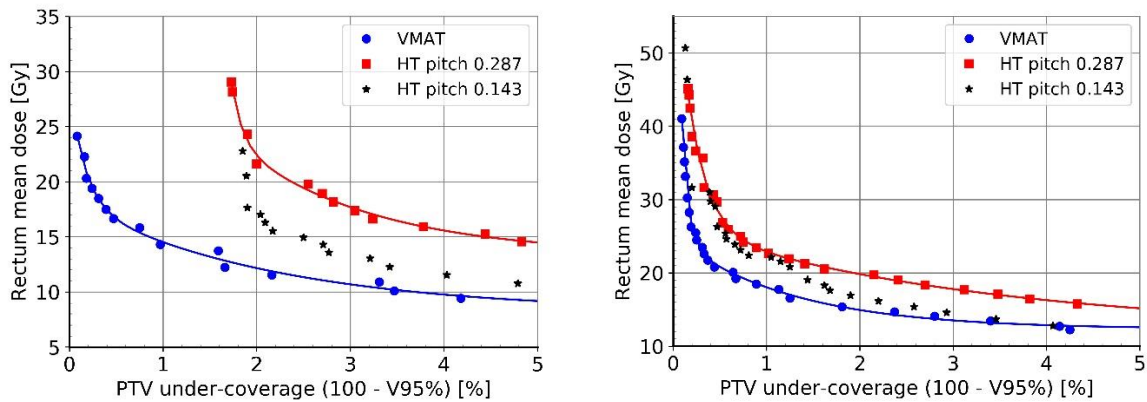 35
30
25
20
15
10
5
Rectum mean dose [Gy]
VMAT
HT pitch 0.287
HT pitch 0.143
0 1 2 3 4 5
PTV under-coverage (100 - V95%) [%]
50
40
30
20
10
Rectum mean dose [Gy]
VMAT
HT pitch 0.287
HT pitch 0.143
0 1 2 3 4 5
PTV under-coverage (100 - V95%) [%]